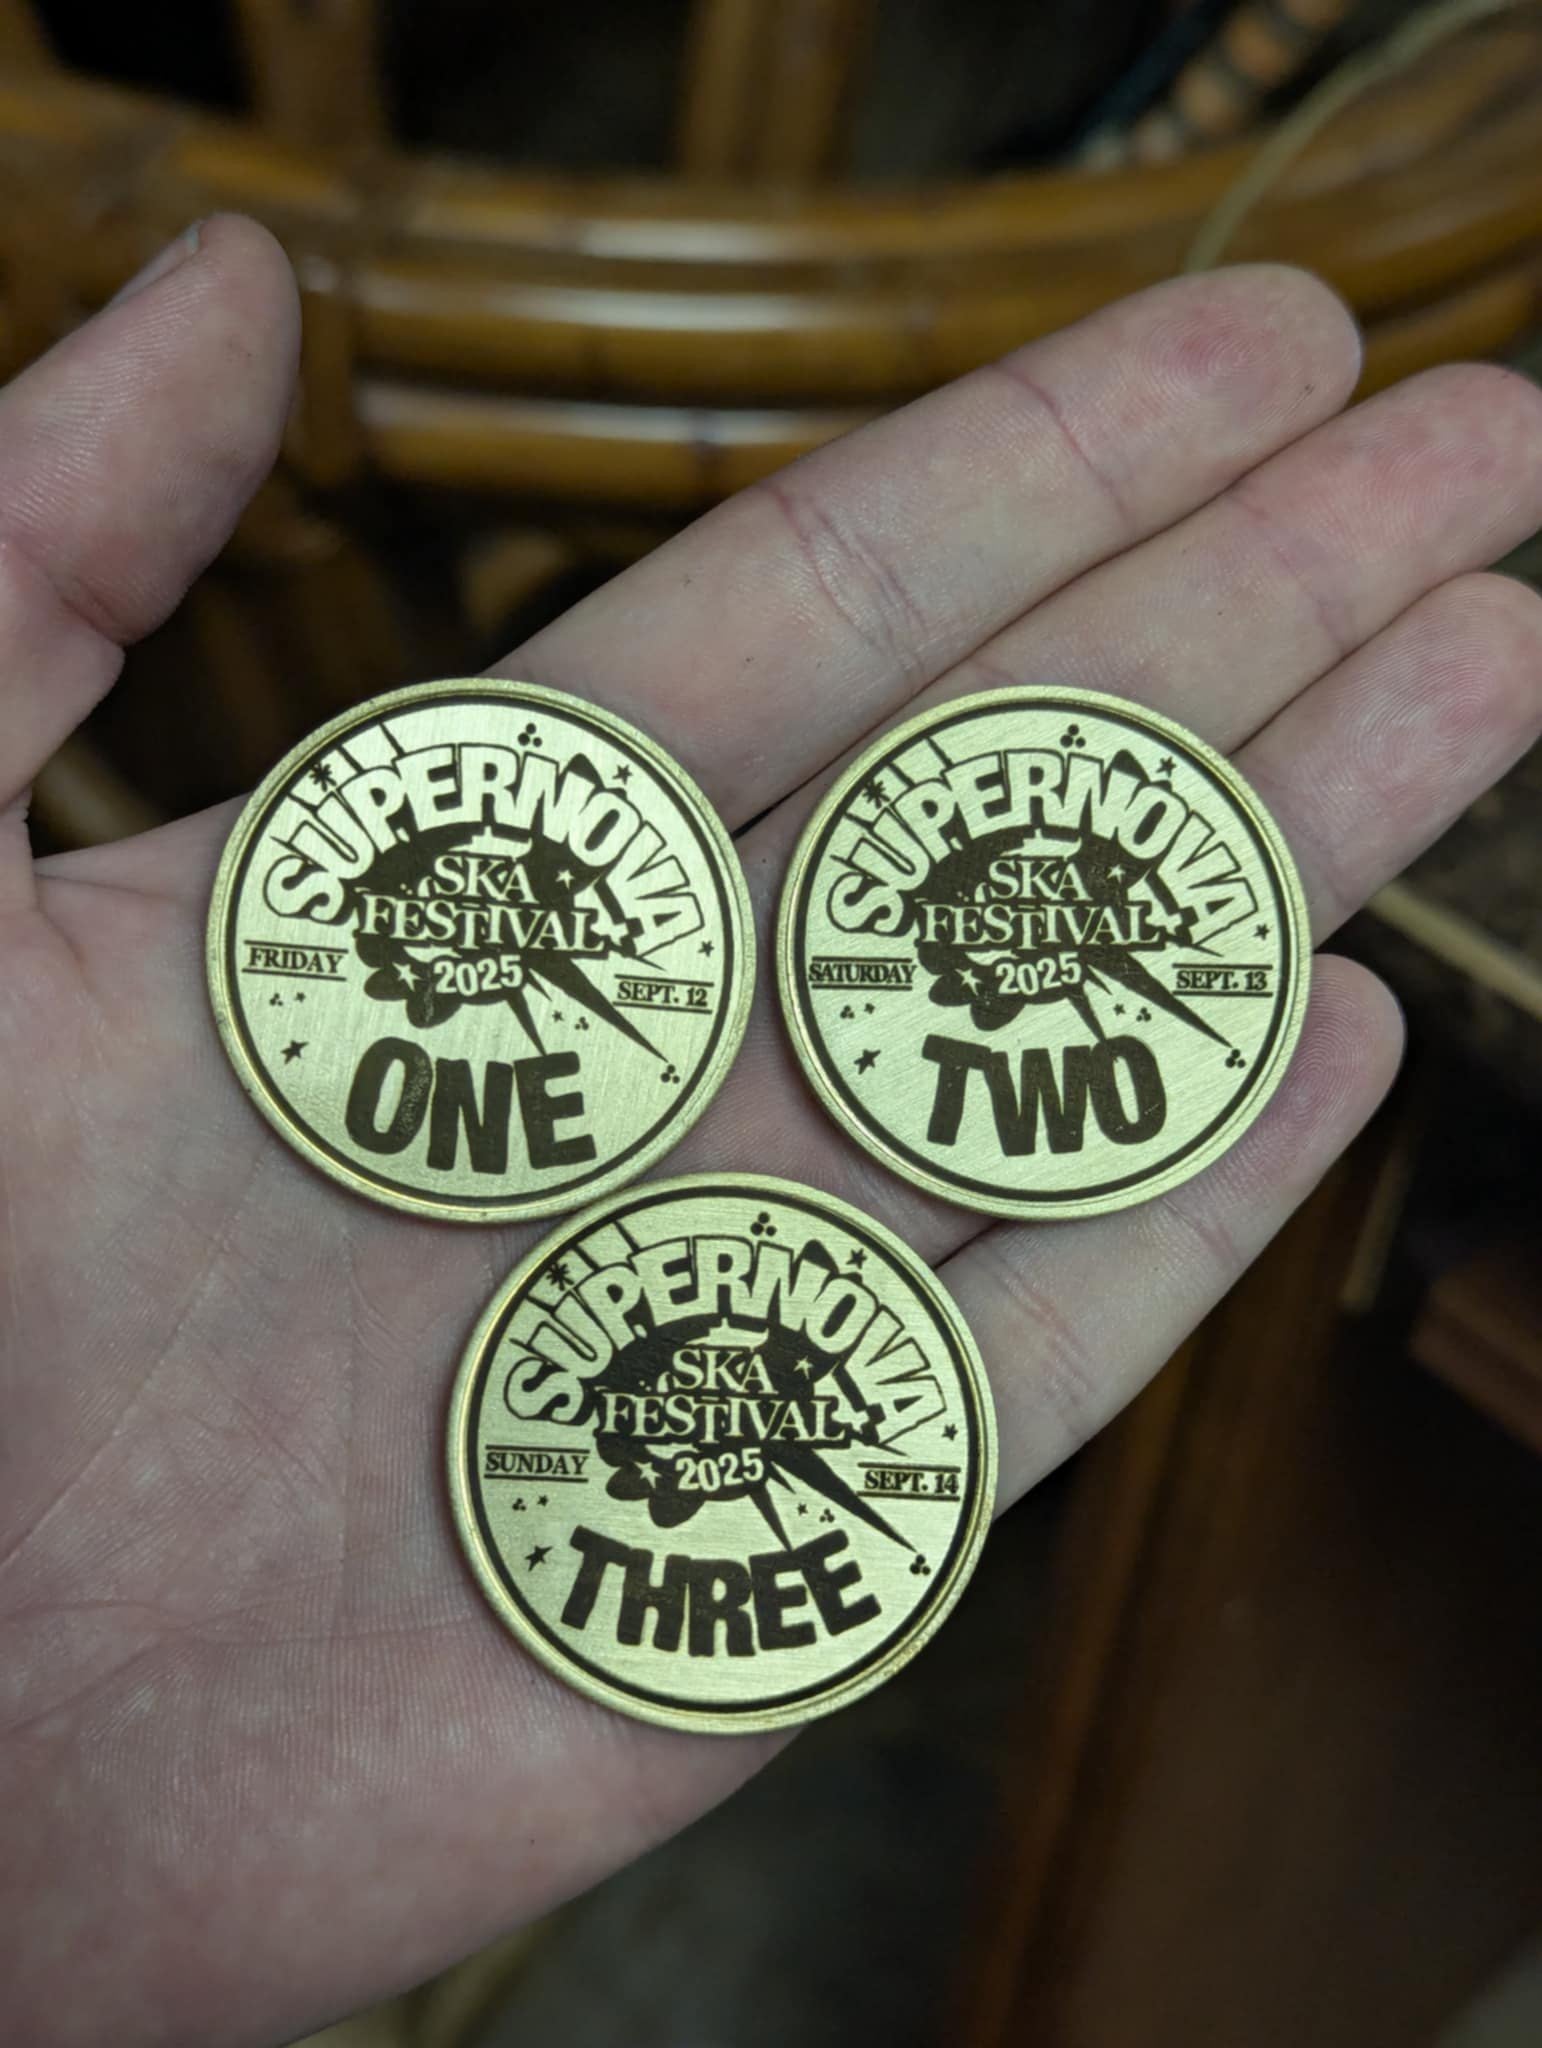 SUPERNOVA
SKA
FESTIVAL
2025
FRIDAY
SEPT. 12
ONE
SUPERNOVA
SKA
FESTIVAL
2025
SATURDAY
SEPT. 13
TWO
SUPERNOVA
SKA
FESTIVAL
2025
SUNDAY
SEPT. 14
THREE